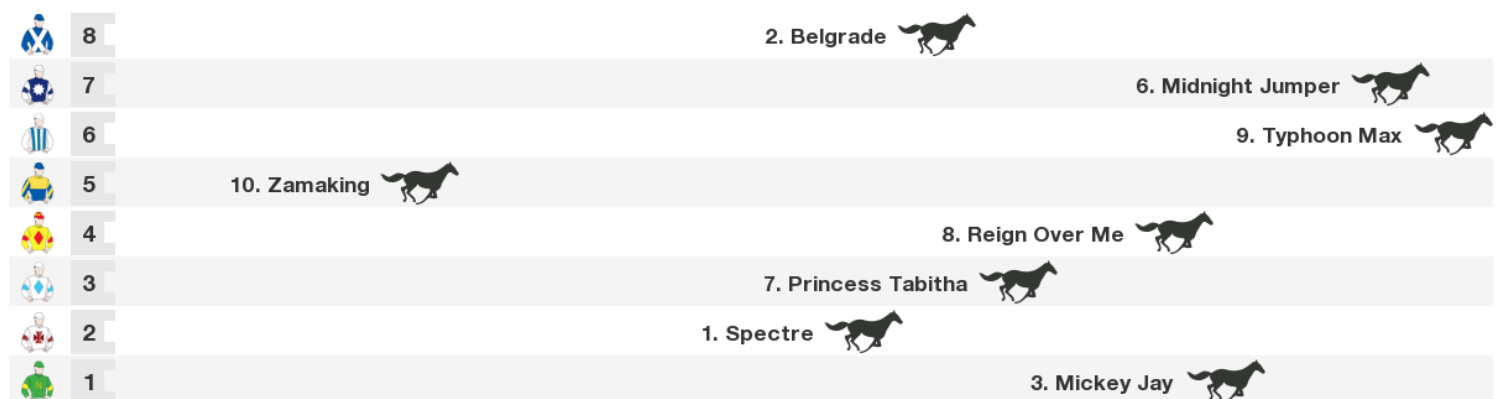 8 2. Belgrade
7 6. Midnight Jumper
6 9. Typhoon Max
5 10. Zamaking
4 8. Reign Over Me
3 7. Princess Tabitha
2 1. Spectre
N 1 3. Mickey Jay